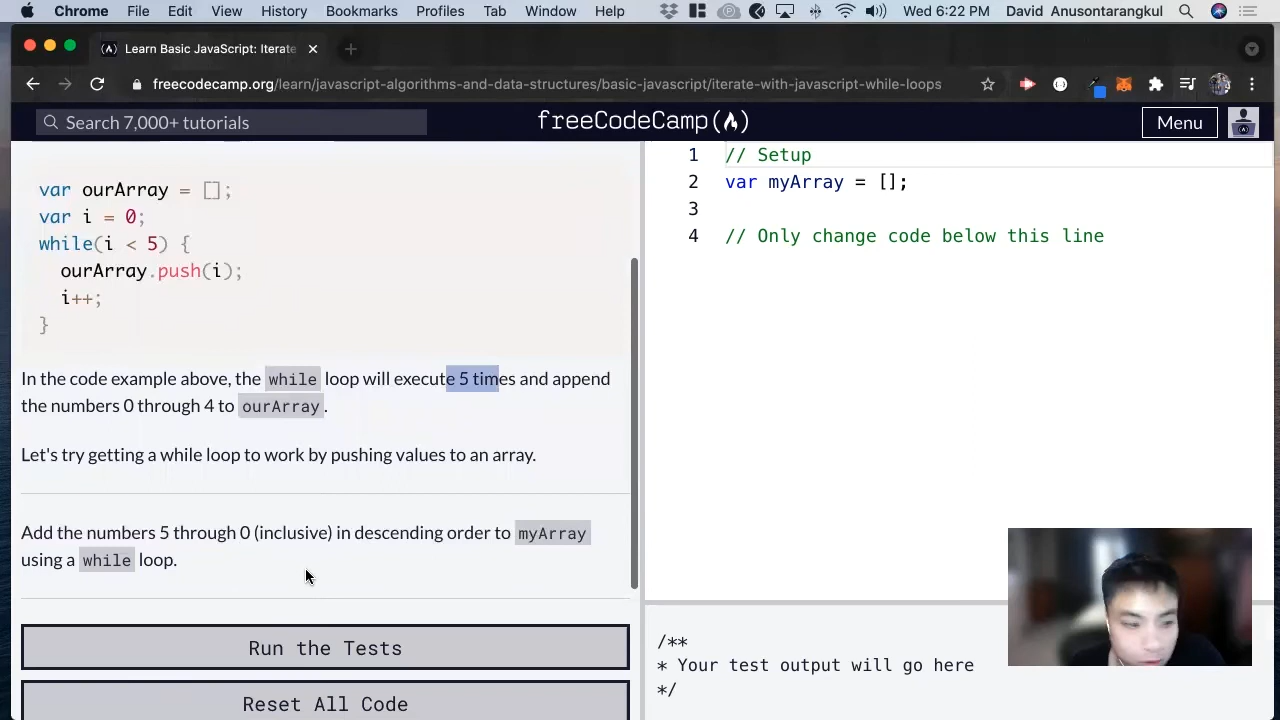 Chrome File Edit View History Bookmarks Profiles Tab Window Help Wed 6:22 PM David Anusontarangkul
Learn Basic JavaScript: Iterate
freecodecamp.org/learn/javascript-algorithms-and-data-structures/basic-javascript/iterate-with-javascript-while-loops
Search 7,000+ tutorials
freeCodeCamp
Menu
var ourArray = [];
var i = 0;
while(i < 5) {
ourArray.push(i);
i++;
}
In the code example above, the while loop will execute 5 times and append
the numbers 0 through 4 to ourArray.
Let's try getting a while loop to work by pushing values to an array.
Add the numbers 5 through 0 (inclusive) in descending order to myArray
using a while loop.
Run the Tests
Reset All Code
1 // Setup
2 var myArray = [];
3
4 // Only change code below this line
/**
* Your test output will go here
*/